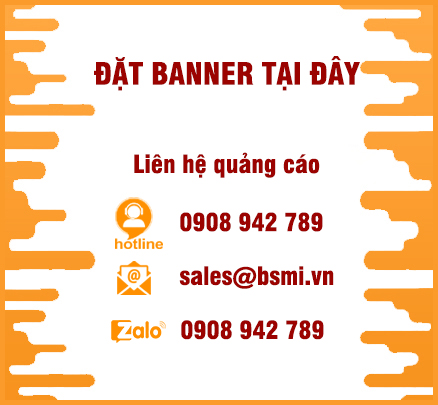 ĐẶT BANNER TẠI ĐÂY
Liên hệ quảng cáo
hotline 0908 942 789
@ sales@bsmi.vn
Zalo 0908 942 789